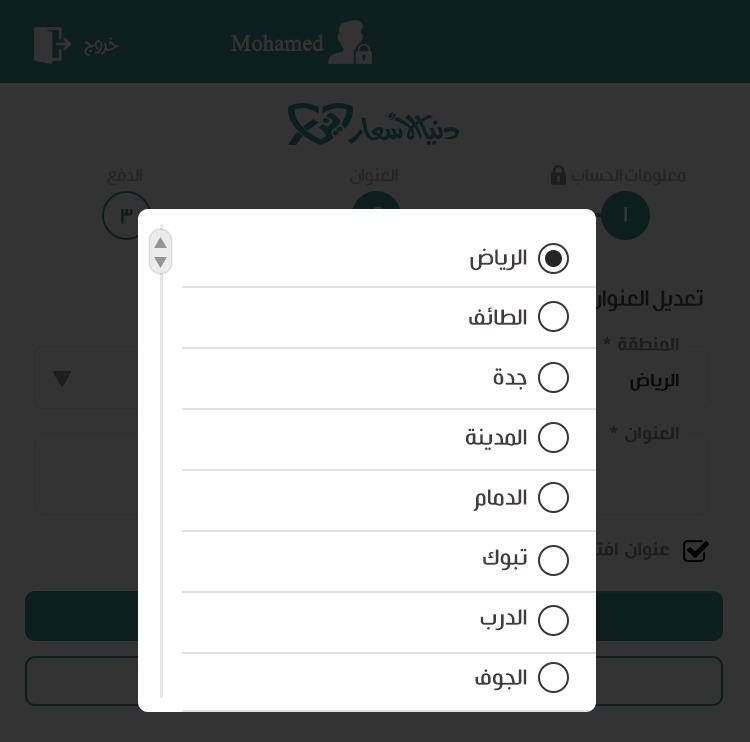 Mohamed
خروج
دنيا الأسعار
معلومات الحساب
العنوان
الدفع
١
٣
تعديل العنوان
المنطقة *
الرياض
العنوان *
عنوان
الرياض
الطائف
جدة
المدينة
الدمام
تبوك
الدرب
الجوف